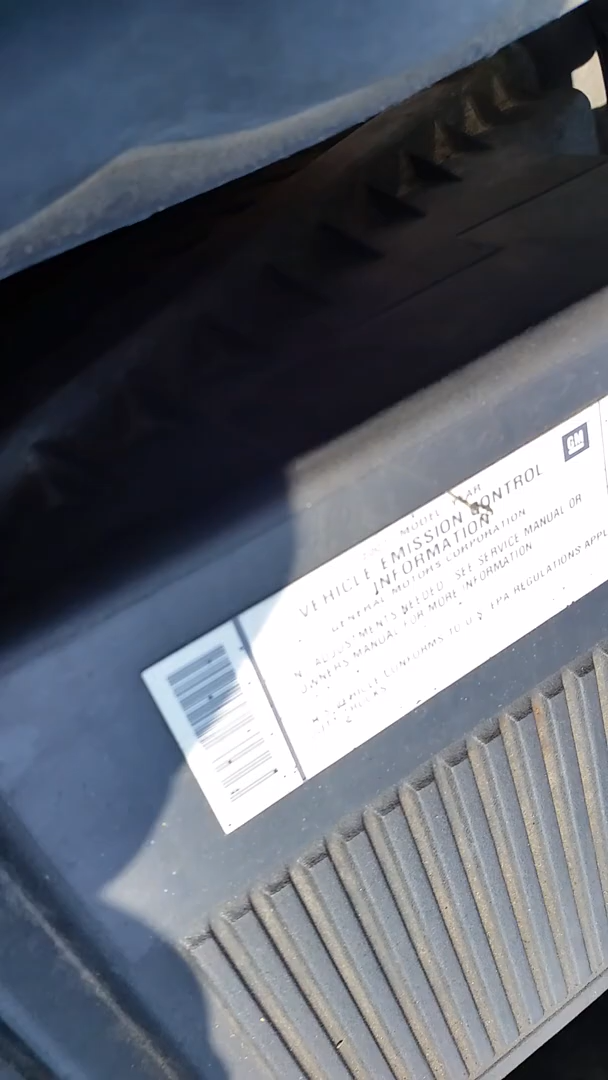 GM
MODEL YEAR
VEHICLE EMISSION CONTROL
INFORMATION
GENERAL MOTORS CORPORATION
ADJUSTMENTS NEEDED SEE SERVICE MANUAL OR
OWNERS MANUAL FOR MORE INFORMATION
VEHICLE CONFORMS TO U.S. EPA REGULATIONS APPL